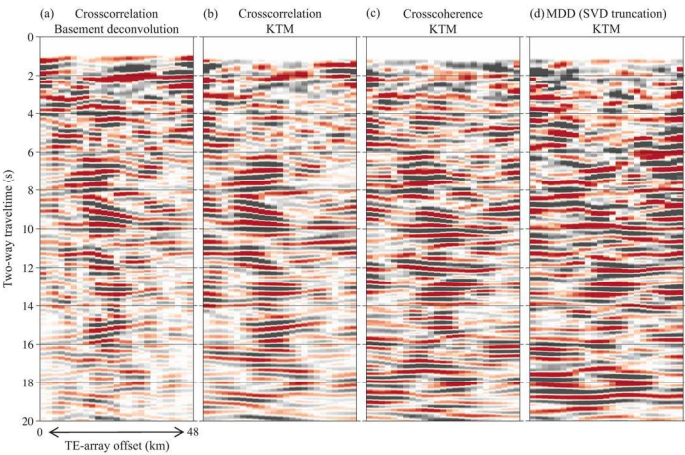 (a) Crosscorrelation
Basement deconvolution
(b) Crosscorrelation
KTM
(c) Crosscoherence
KTM
(d) MDD (SVD truncation)
KTM
Two-way traveltime (s)
0
2
4
6
8
10
12
14
16
18
20
0 48
TE-array offset (km)